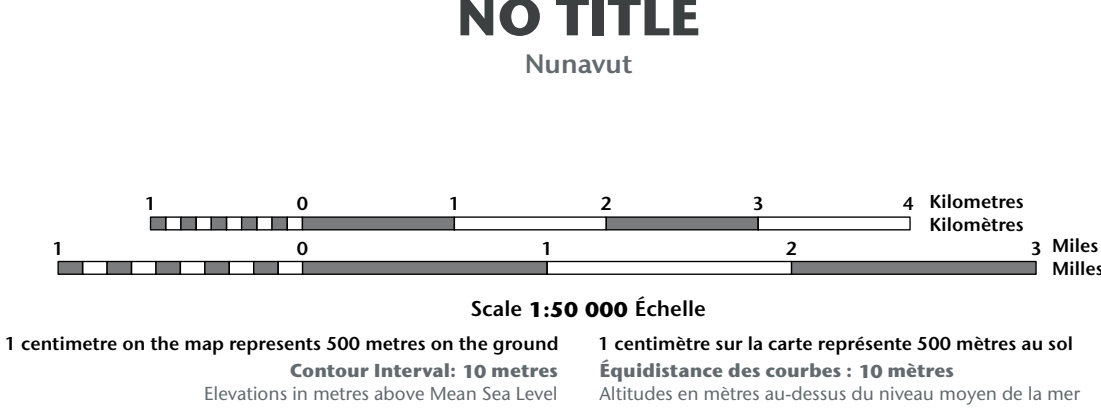 NO TITLE
Nunavut
1 0 1 2 3 4 Kilometres
Kilomètres
1 0 1 2 3 Miles
Milles
Scale 1:50 000 Échelle
1 centimetre on the map represents 500 metres on the ground
1 centimètre sur la carte représente 500 mètres au sol
Contour Interval: 10 metres
Équidistance des courbes : 10 mètres
Elevations in metres above Mean Sea Level
Altitudes en mètres au-dessus du niveau moyen de la mer